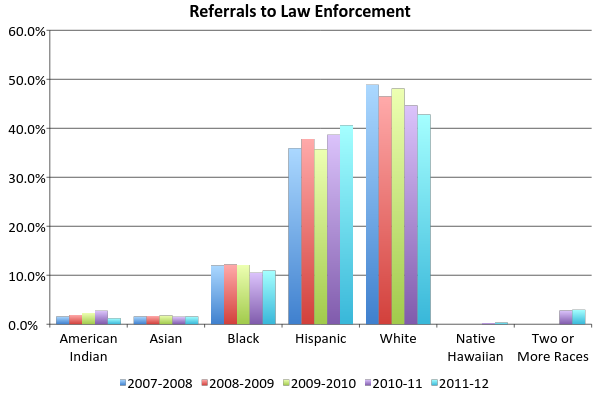 Referrals to Law Enforcement
60.0%
50.0%
40.0%
30.0%
20.0%
10.0%
0.0%
American Indian Asian Black Hispanic White Native Hawaiian Two or More Races
2007-2008 2008-2009 2009-2010 2010-11 2011-12